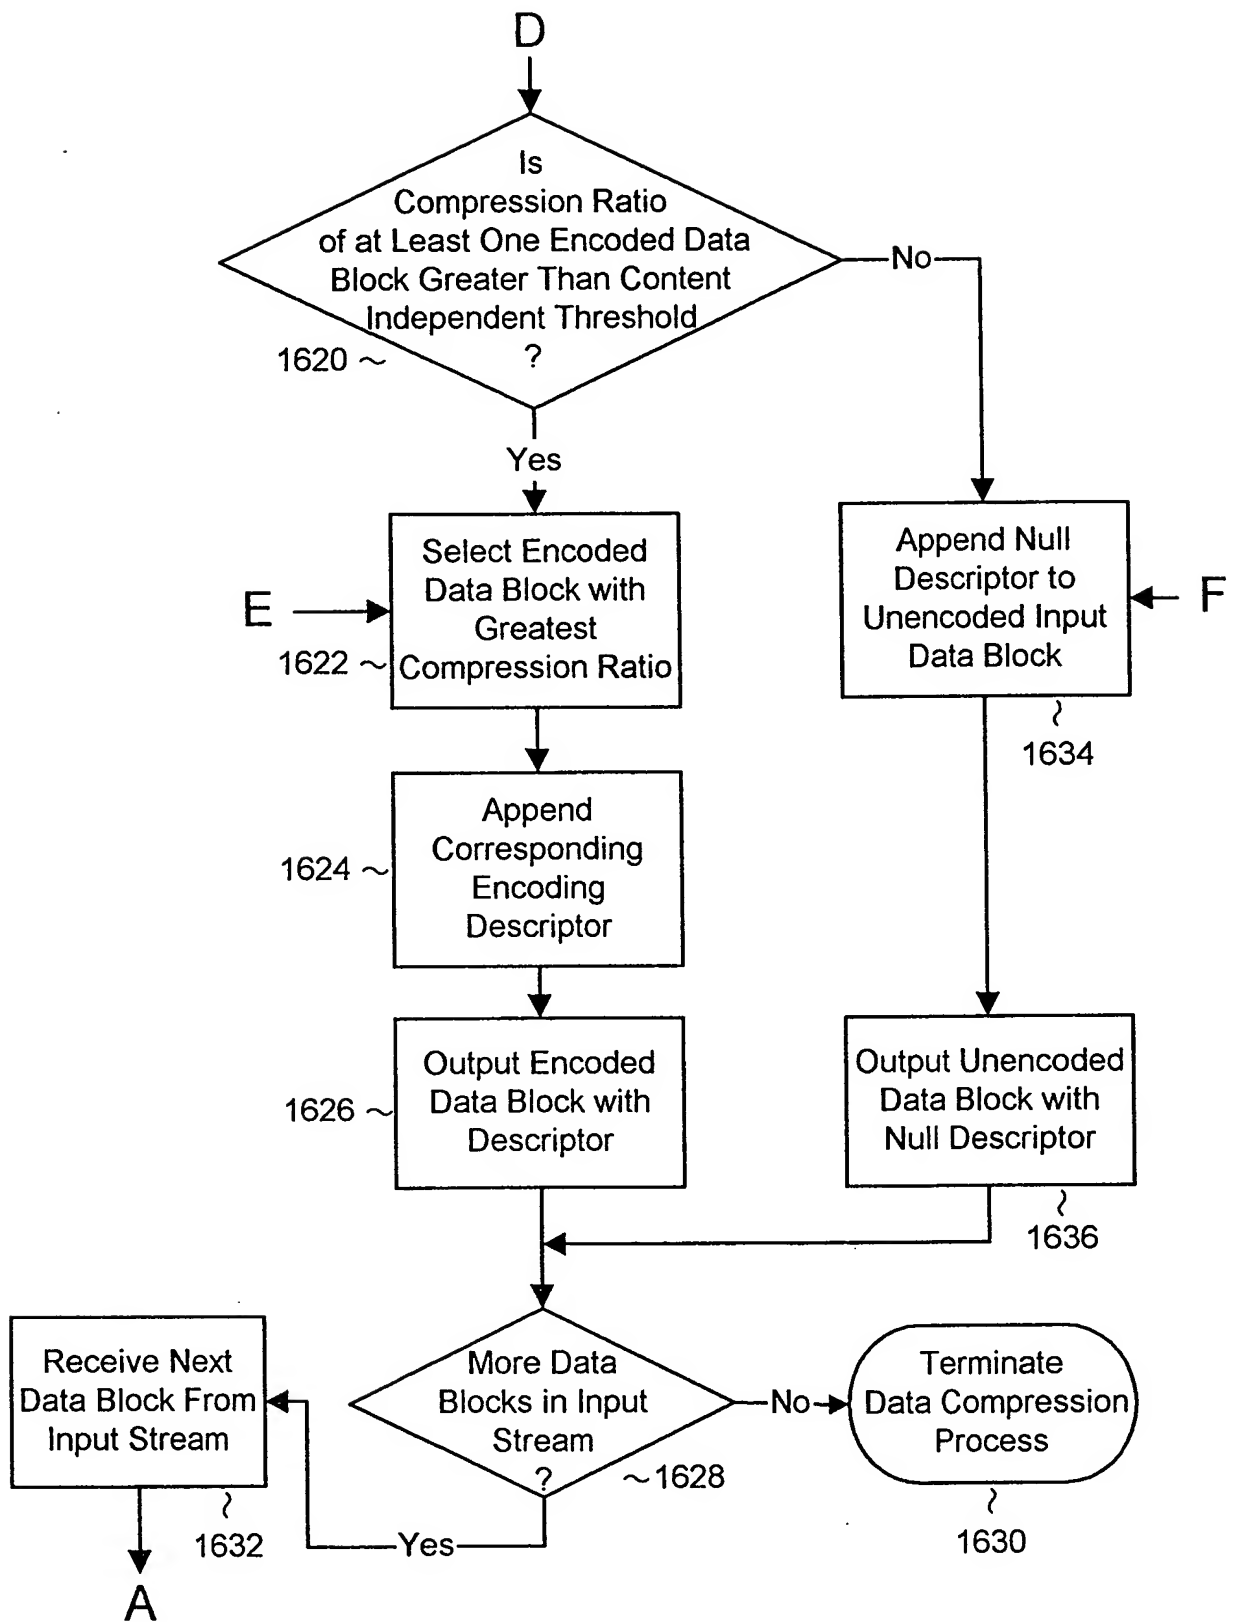 D
Is
Compression Ratio
of at Least One Encoded Data
Block Greater Than Content
Independent Threshold
?
1620 ~
No
Yes
Select Encoded
Data Block with
Greatest
Compression Ratio
E
1622 ~
Append Null
Descriptor to
Unencoded Input
Data Block
F
~
1634
Append
Corresponding
Encoding
Descriptor
1624 ~
Output Encoded
Data Block with
Descriptor
1626 ~
Output Unencoded
Data Block with
Null Descriptor
~
1636
More Data
Blocks in Input
Stream
?
~1628
No
Terminate
Data Compression
Process
~
1630
Receive Next
Data Block From
Input Stream
~
1632
Yes
A